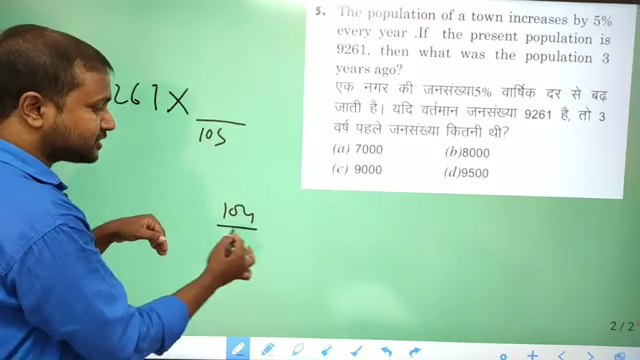 5. The population of a town increases by 5%
every year .If the present population is
9261, then what was the population 3
years ago?
एक नगर की जनसंख्या5% वार्षिक दर से बढ़
जाती है। यदि वर्तमान जनसंख्या 9261 है, तो 3
वर्ष पहले जनसंख्या कितनी थी?
(a) 7000 (b)8000
(c) 9000 (d)9500
261 ×
105
105
2 / 2